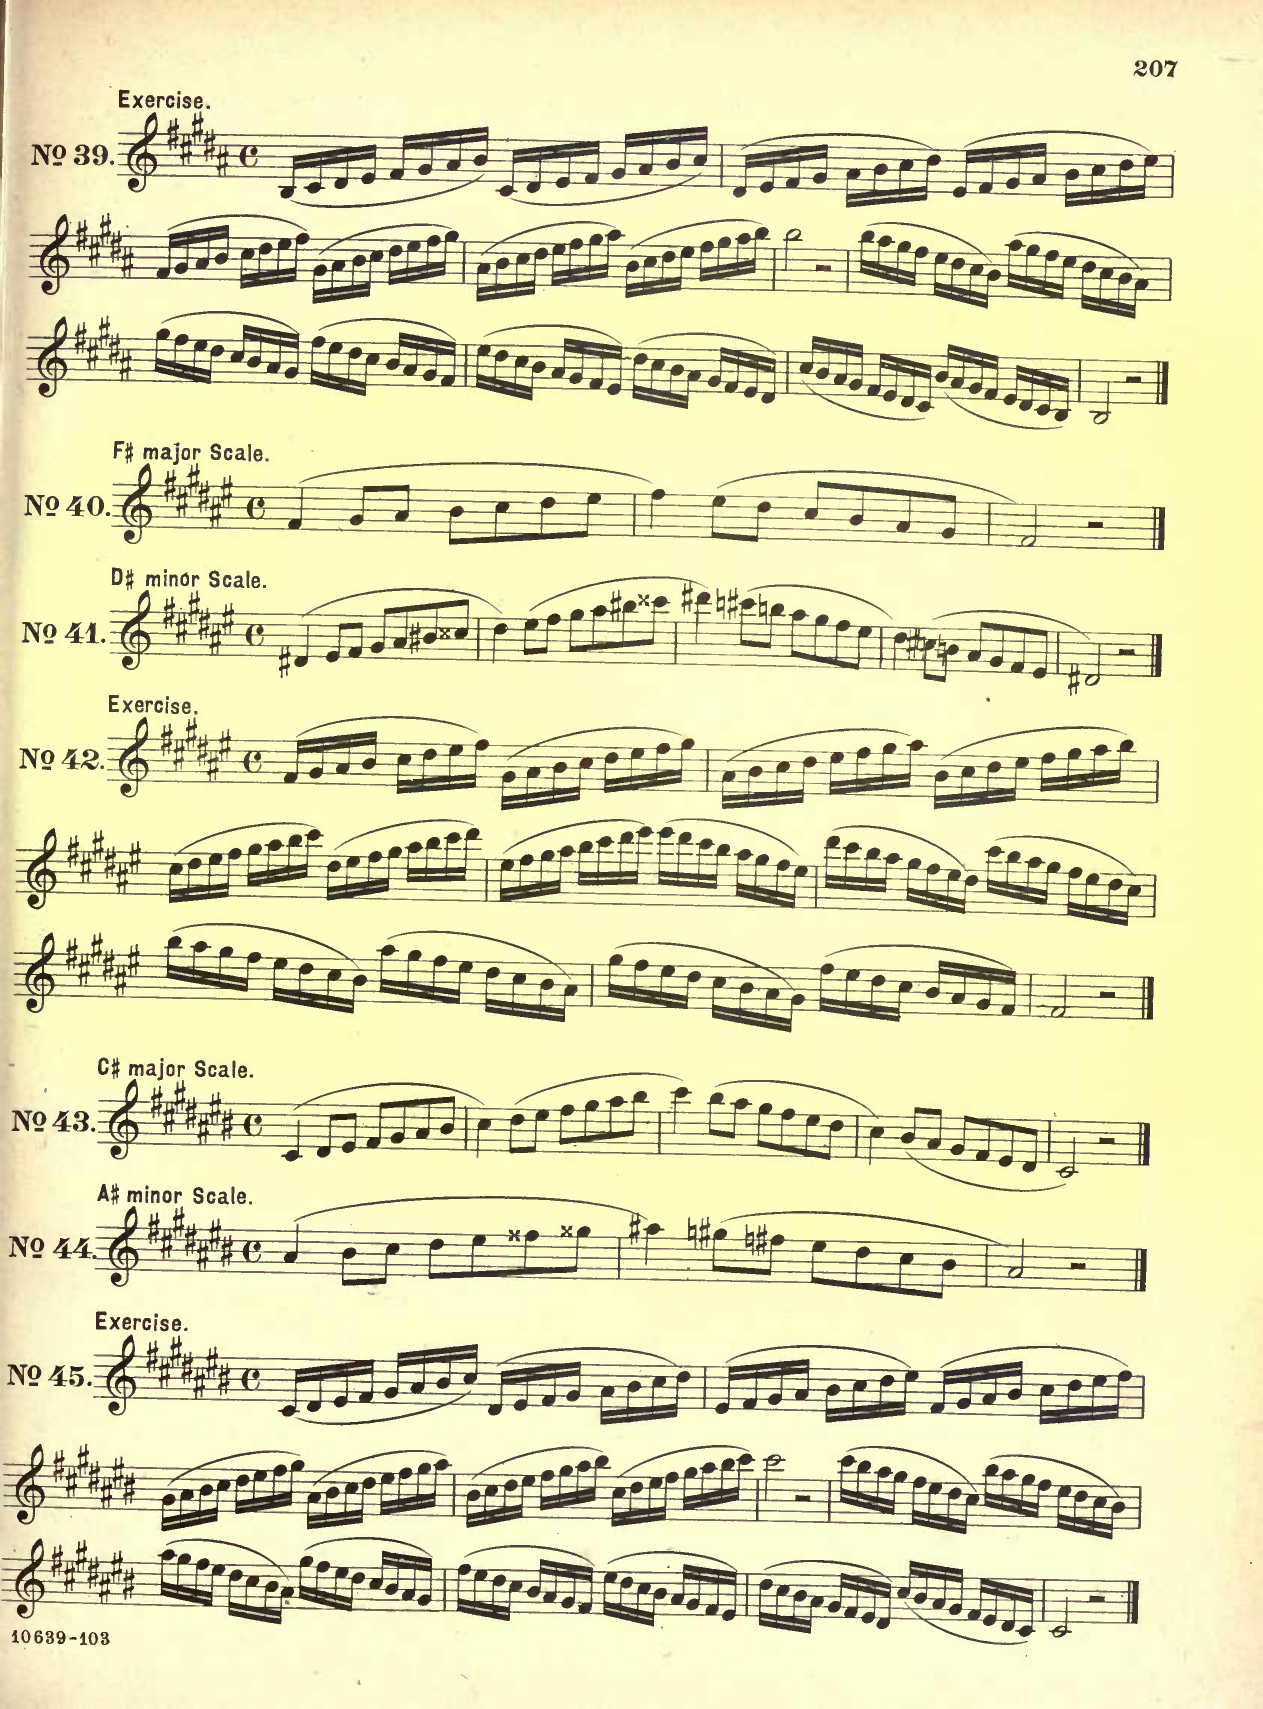 207
Exercise.
No 39.
F# major Scale.
No 40.
D# minor Scale.
No 41.
Exercise.
No 42.
C# major Scale.
No 43.
A# minor Scale.
No 44.
Exercise.
No 45.
10639-103